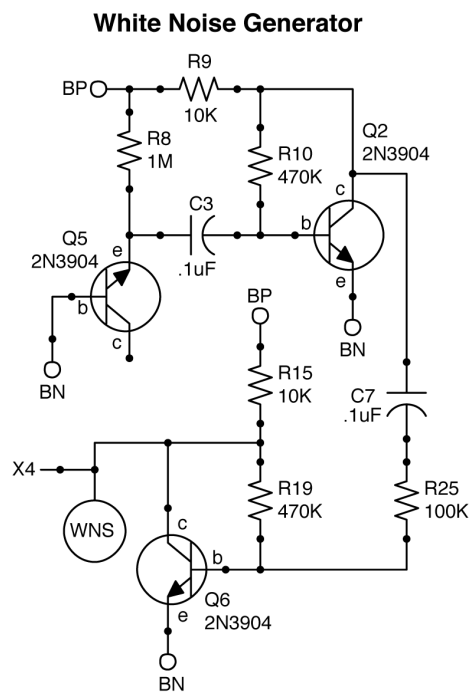 White Noise Generator
BP
R9
10K
R8
1M
R10
470K
Q2
2N3904
c
b
e
C3
.1uF
Q5
2N3904
e
b
c
BN
BN
BP
R15
10K
C7
.1uF
X4
WNS
R19
470K
R25
100K
c
b
e
Q6
2N3904
BN